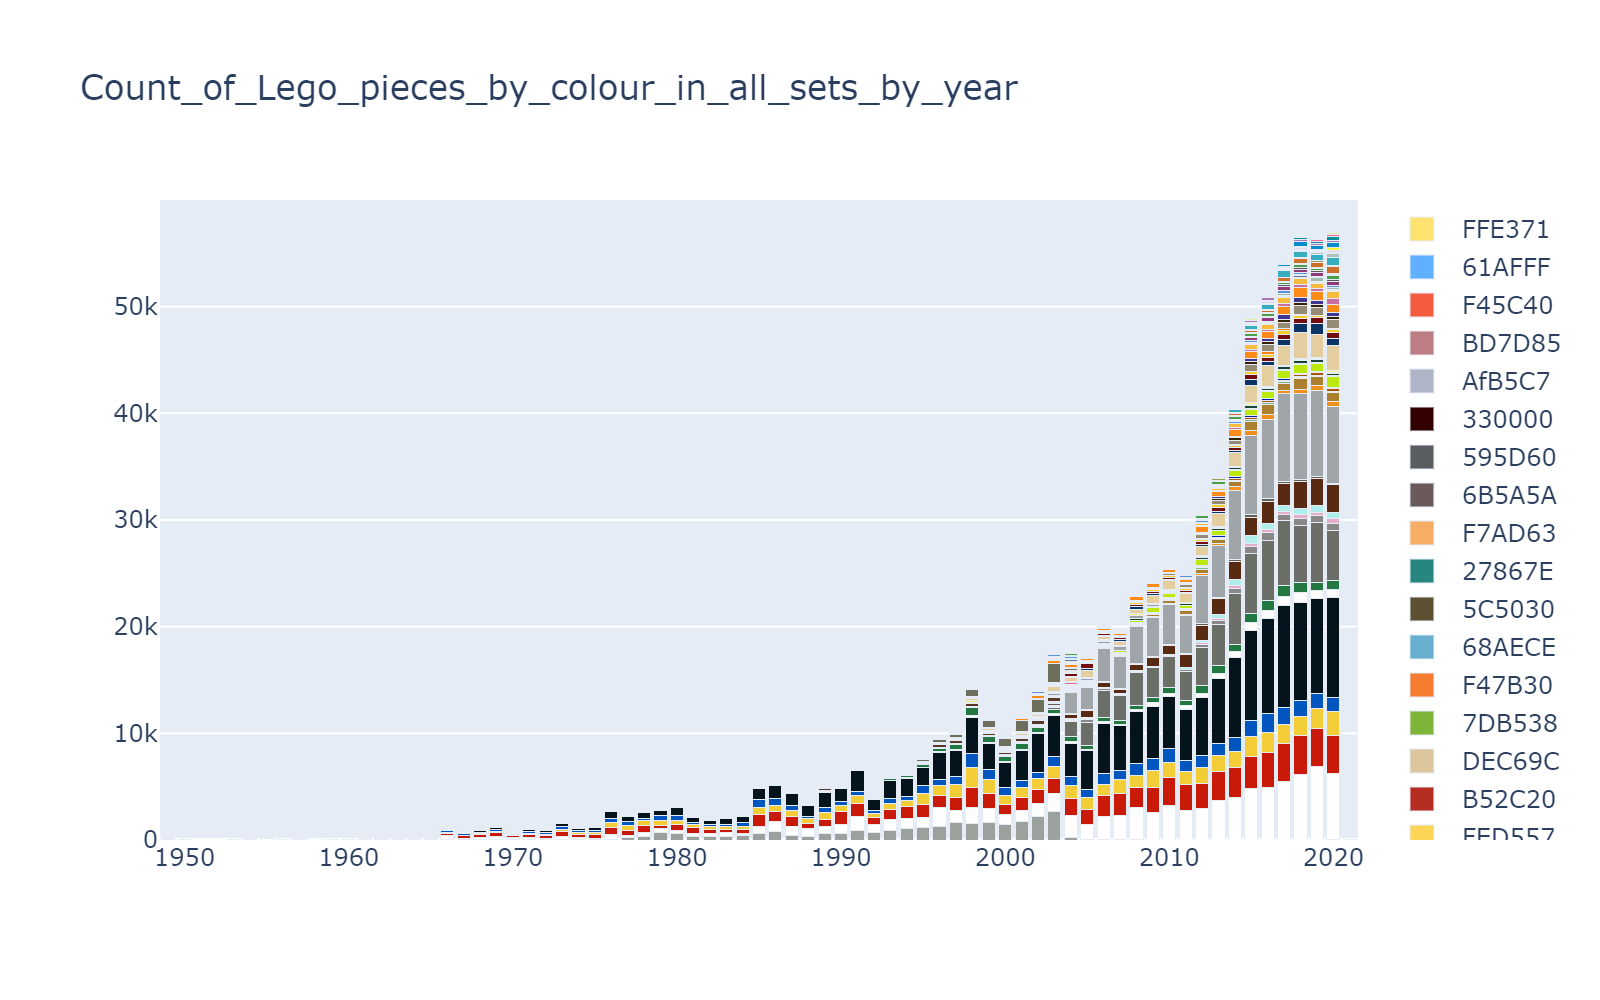 Count_of_Lego_pieces_by_colour_in_all_sets_by_year
50k
40k
30k
20k
10k
0
1950 1960 1970 1980 1990 2000 2010 2020
FFE371
61AFFF
F45C40
BD7D85
AfB5C7
330000
595D60
6B5A5A
F7AD63
27867E
5C5030
68AECE
F47B30
7DB538
DEC69C
B52C20